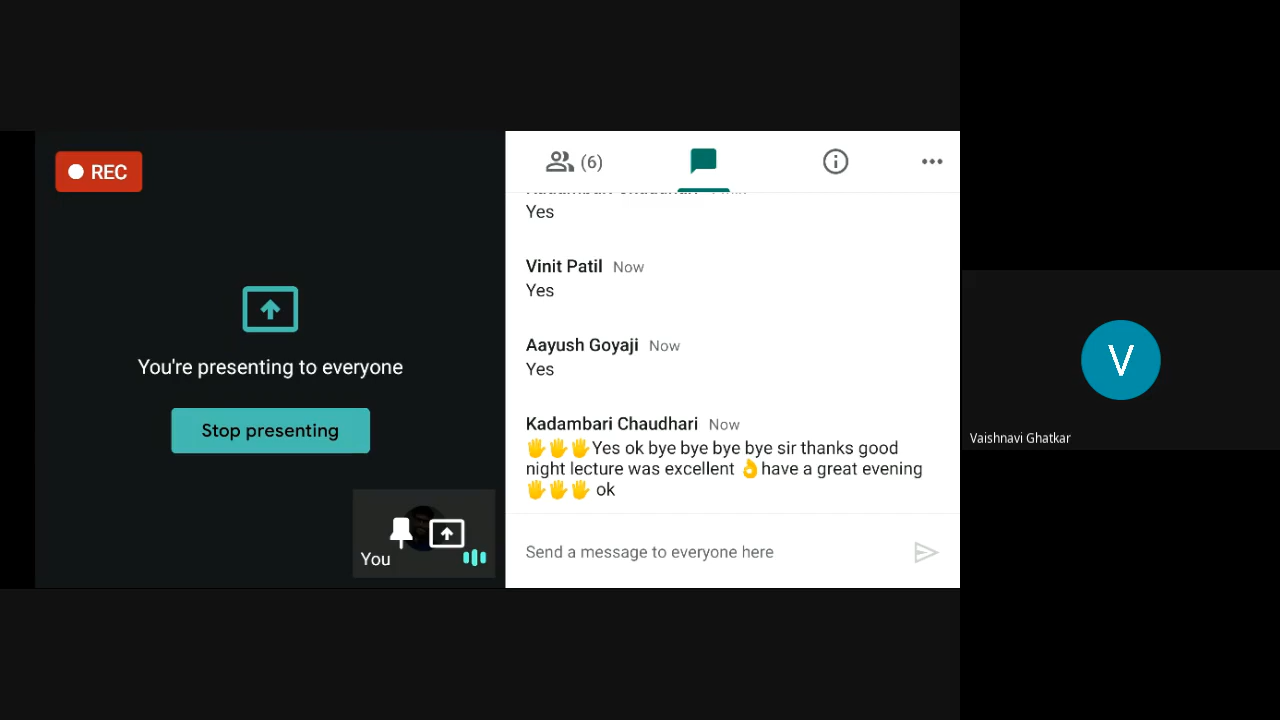 REC
(6)
Yes
Vinit Patil Now
Yes
You're presenting to everyone
Aayush Goyaji Now
Yes
Stop presenting
Kadambari Chaudhari Now
🖐🖐🖐Yes ok bye bye bye bye sir thanks good
night lecture was excellent 👌have a great evening
🖐🖐🖐 ok
You
Send a message to everyone here
V
Vaishnavi Ghatkar